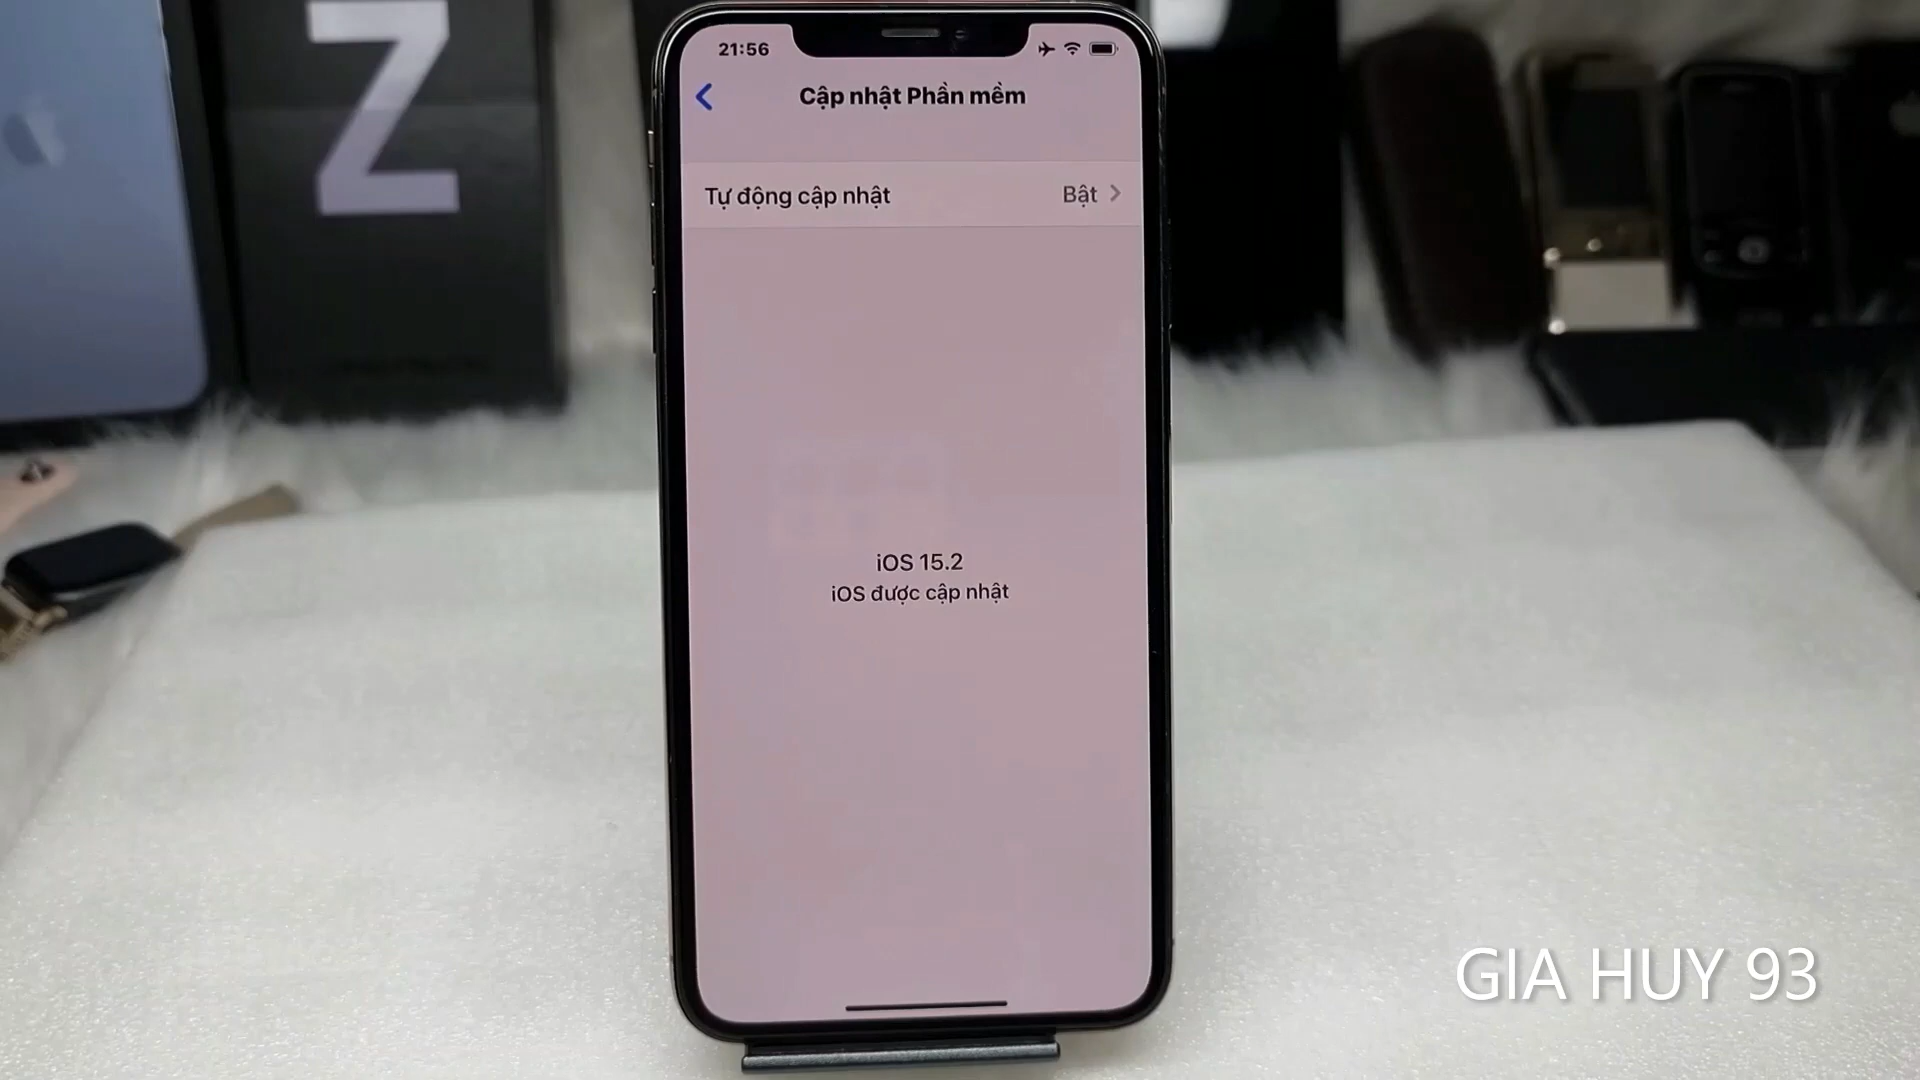 Z
21:56
Cập nhật Phần mềm
Tự động cập nhật Bật
iOS 15.2
iOS được cập nhật
GIA HUY 93